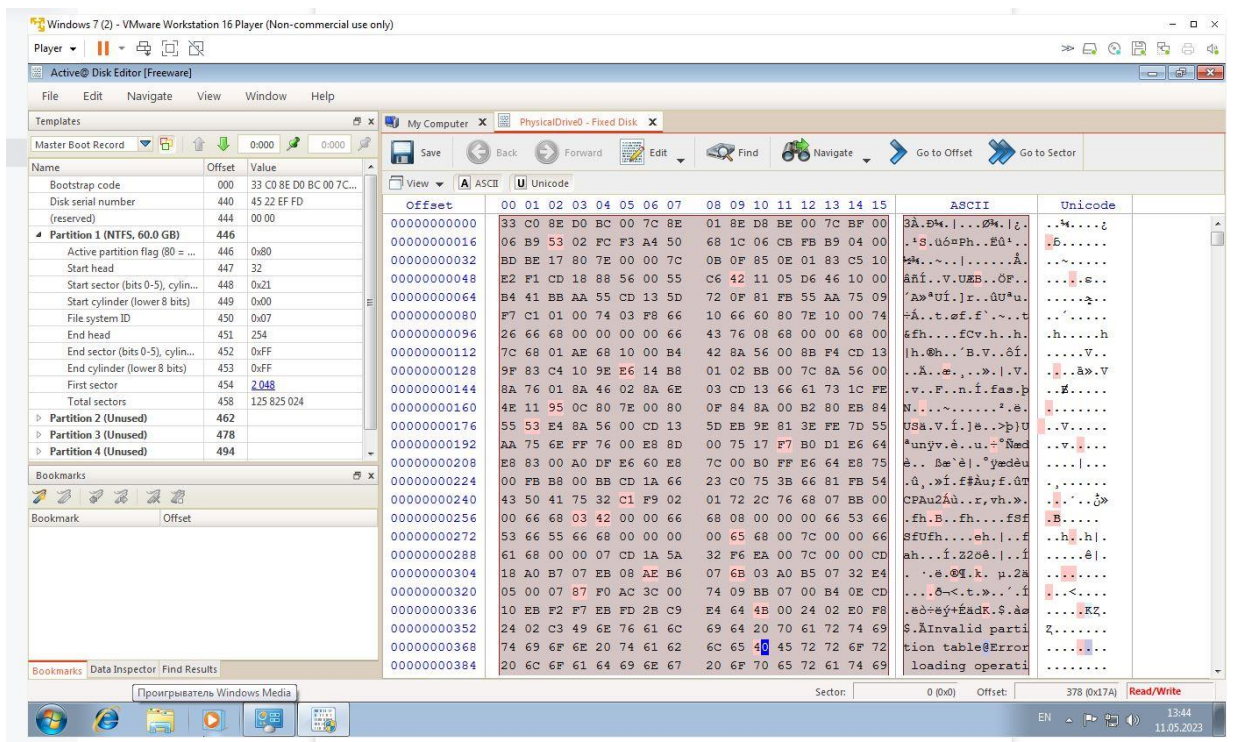 Windows 7 (2) - VMware Workstation 16 Player (Non-commercial use only)
Player
Active@ Disk Editor [Freeware]
File Edit Navigate View Window Help
Templates
My Computer X PhysicalDrive0 - Fixed Disk X
Master Boot Record 0:000 0:000
Save Back Forward Edit Find Navigate Go to Offset Go to Sector
View A ASCII U Unicode
Name Offset Value
Bootstrap code 000 33 C0 8E D0 BC 00 7C...
Disk serial number 440 45 22 EF FD
(reserved) 444 00 00
Partition 1 (NTFS, 60.0 GB) 446
Active partition flag (80 = ... 446 0x80
Start head 447 32
Start sector (bits 0-5), cylin... 448 0x21
Start cylinder (lower 8 bits) 449 0x00
File system ID 450 0x07
End head 451 254
End sector (bits 0-5), cylin... 452 0xFF
End cylinder (lower 8 bits) 453 0xFF
First sector 454 2 048
Total sectors 458 125 825 024
Partition 2 (Unused) 462
Partition 3 (Unused) 478
Partition 4 (Unused) 494
Bookmarks
Bookmark Offset
Bookmarks Data Inspector Find Results
Offset 00 01 02 03 04 05 06 07 08 09 10 11 12 13 14 15 ASCII Unicode
00000000000 33 C0 8E D0 BC 00 7C 8E 01 8E D8 BE 00 7C BF 00
00000000016 06 B9 53 02 FC F3 A4 50 68 1C 06 CB FB B9 04 00
00000000032 BD BE 17 80 7E 00 00 7C 0B 0F 85 0E 01 83 C5 10
00000000048 E2 F1 CD 18 88 56 00 55 C6 42 11 05 D6 46 10 00
00000000064 B4 41 BB AA 55 CD 13 5D 72 0F 81 FB 55 AA 75 09
00000000080 F7 C1 01 00 74 03 F8 66 10 66 60 80 7E 10 00 74
00000000096 26 66 68 00 00 00 00 66 43 76 08 68 00 00 68 00
00000000112 7C 68 01 AE 68 10 00 B4 42 8A 56 00 8B F4 CD 13
00000000128 9F 83 C4 10 9E E6 14 B8 01 02 BB 00 7C 8A 56 00
00000000144 8A 76 01 8A 46 02 8A 6E 03 CD 13 66 61 73 1C FE
00000000160 4E 11 95 0C 80 7E 00 80 0F 84 8A 00 B2 80 EB 84
00000000176 55 53 E4 8A 56 00 CD 13 5D EB 9E 81 3E FE 7D 55
00000000192 AA 75 6E FF 76 00 E8 8D 00 75 17 F7 B0 D1 E6 64
00000000208 E8 83 00 A0 DF E6 60 E8 7C 00 B0 FF E6 64 E8 75
00000000224 00 FB B8 00 BB CD 1A 66 23 C0 75 3B 66 81 FB 54
00000000240 43 50 41 75 32 C1 F9 02 01 72 2C 76 68 07 BB 00
00000000256 00 66 68 03 42 00 00 66 68 08 00 00 00 66 53 66
00000000272 53 66 55 66 68 00 00 00 00 65 68 00 7C 00 00 66
00000000288 61 68 00 00 07 CD 1A 5A 32 F6 EA 00 7C 00 00 CD
00000000304 18 A0 B7 07 EB 08 AE B6 07 6B 03 A0 B5 07 32 E4
00000000320 05 00 07 87 F0 AC 3C 00 74 09 BB 07 00 B4 0E CD
00000000336 10 EB F2 F7 EB FD 2B C9 E4 64 4B 00 24 02 E0 F8
00000000352 24 02 C3 49 6E 76 61 6C 69 64 20 70 61 72 74 69 $.ÃInvalid parti
00000000368 74 69 6F 6E 20 74 61 62 6C 65 40 45 72 72 6F 72 tion table@Error
00000000384 20 6C 6F 61 64 69 6E 67 20 6F 70 65 72 61 74 69 loading operati
Sector: 0 (0x0) Offset: 378 (0x17A) Read/Write
Проигрыватель Windows Media
EN 13:44
11.05.2023